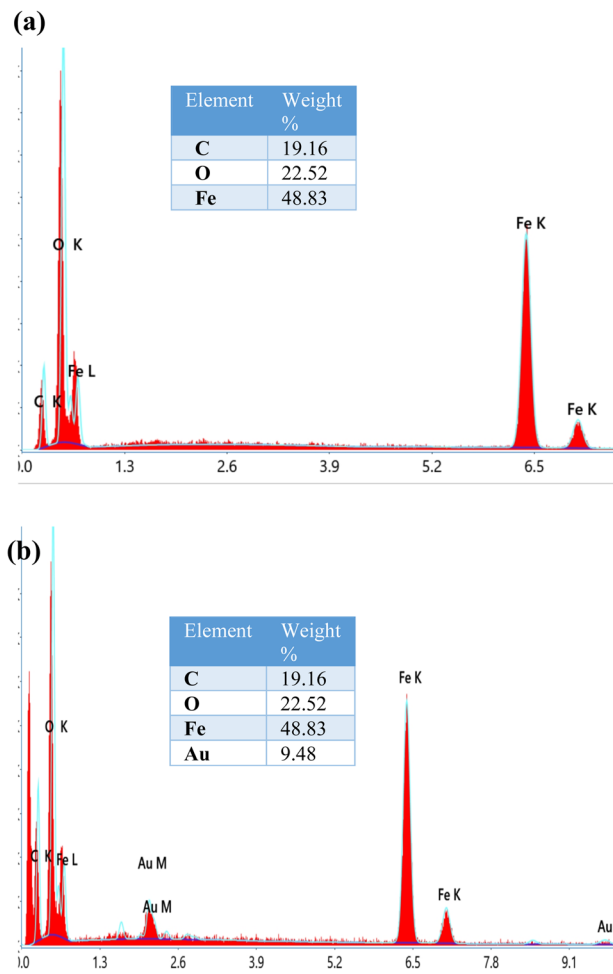 (a)
Element Weight
%
C 19.16
O 22.52
Fe 48.83
O K
Fe L
C K
Fe K
Fe K
0.0 1.3 2.6 3.9 5.2 6.5
(b)
Element Weight
%
C 19.16
O 22.52
Fe 48.83
Au 9.48
Fe K
O K
C K Fe L
Au M
Au M
Fe K
Au
0.0 1.3 2.6 3.9 5.2 6.5 7.8 9.1